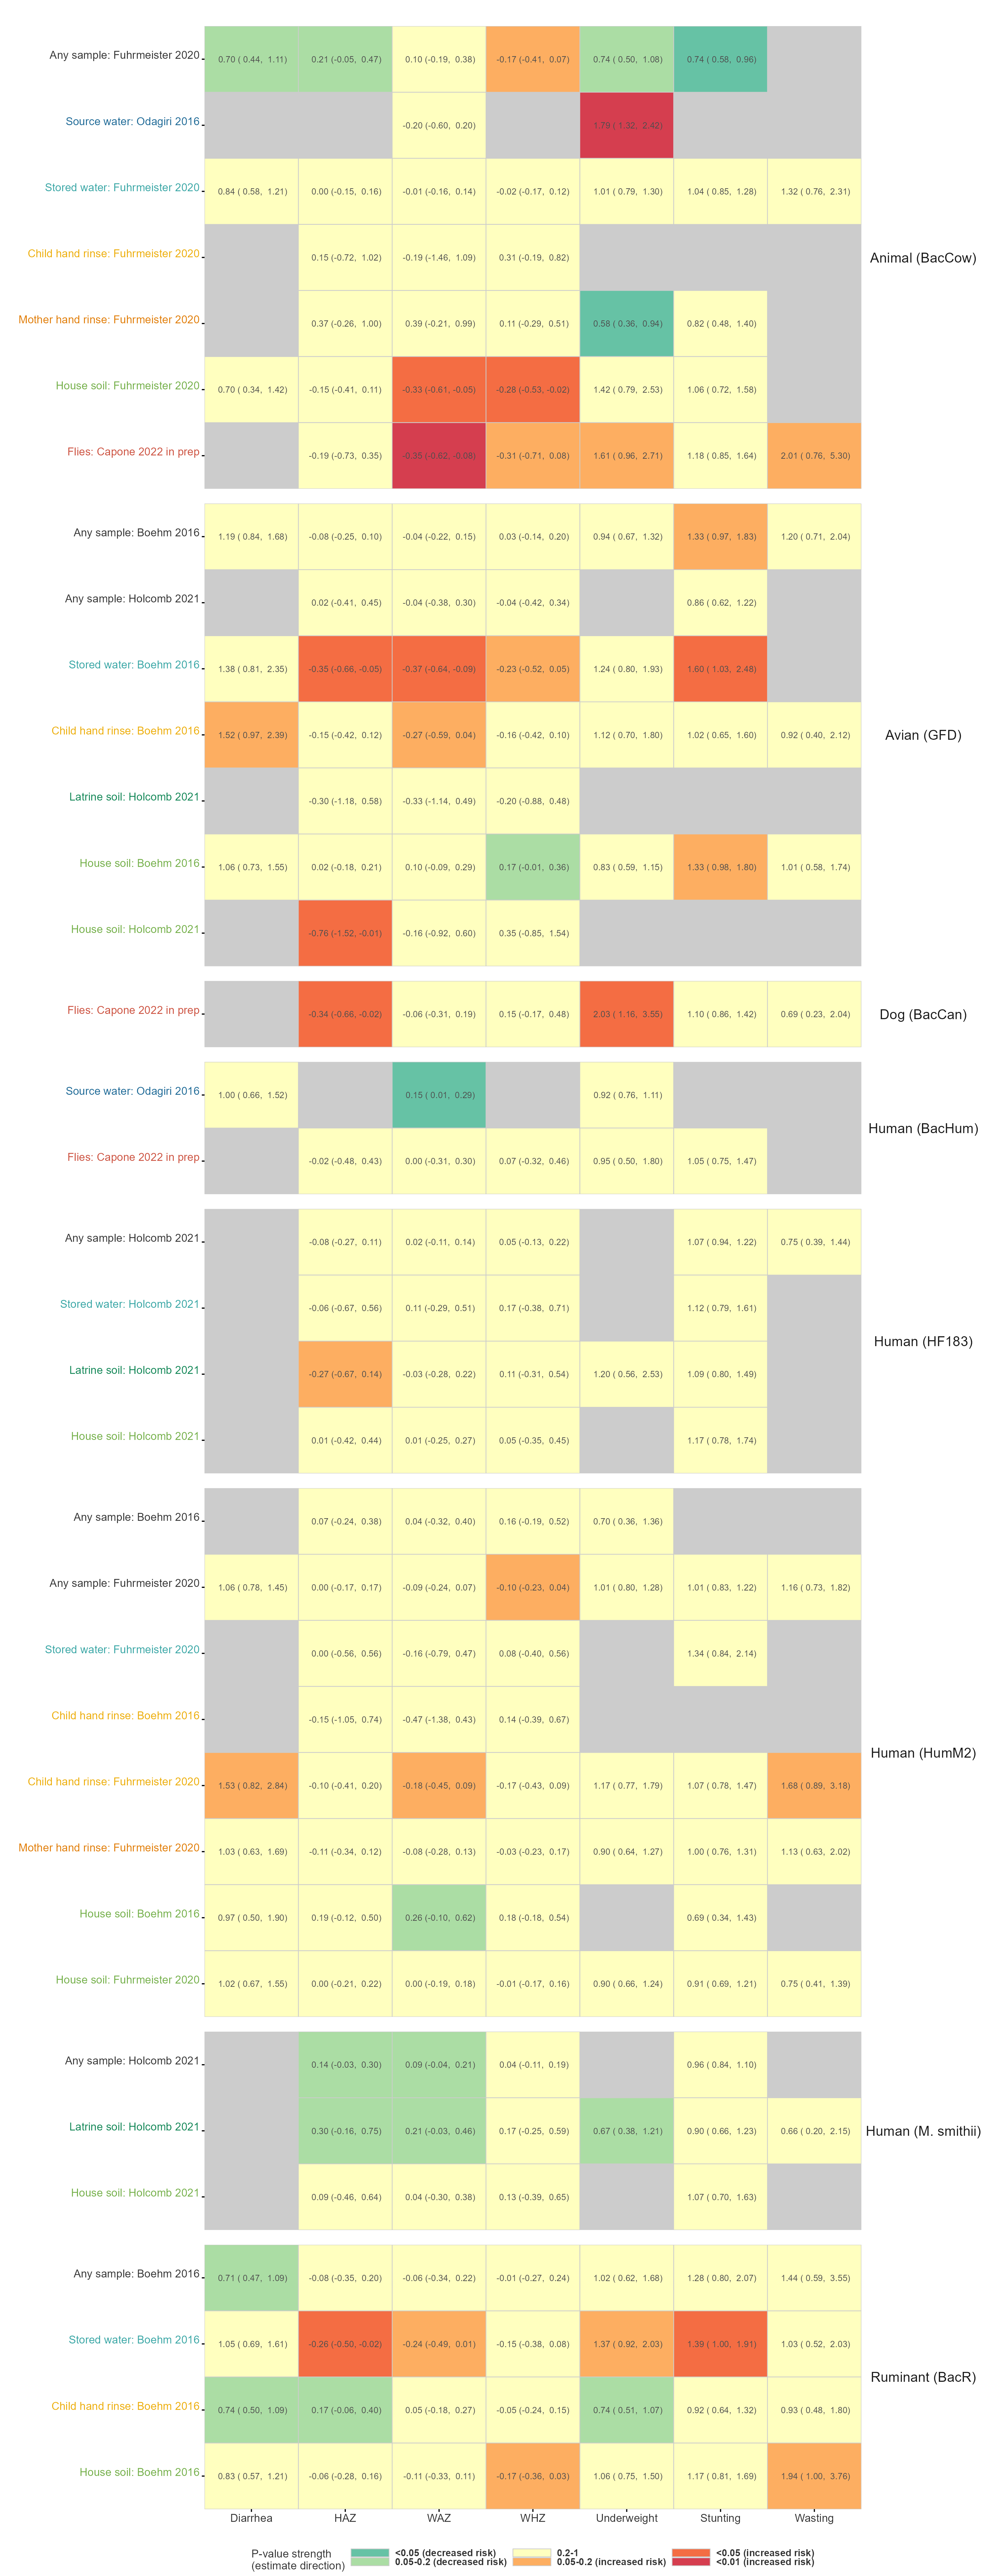 Any sample: Fuhrmeister 2020 0.70 ( 0.44, 1.11) 0.21 (-0.05, 0.47) 0.10 (-0.19, 0.38) -0.17 (-0.41, 0.07) 0.74 ( 0.50, 1.08) 0.74 ( 0.58, 0.96)
Source water: Odagiri 2016 -0.20 (-0.60, 0.20) 1.79 ( 1.32, 2.42)
Stored water: Fuhrmeister 2020 0.84 ( 0.58, 1.21) 0.00 (-0.15, 0.16) -0.01 (-0.16, 0.14) -0.02 (-0.17, 0.12) 1.01 ( 0.79, 1.30) 1.04 ( 0.85, 1.28) 1.32 ( 0.76, 2.31)
Child hand rinse: Fuhrmeister 2020 0.15 (-0.72, 1.02) -0.19 (-1.46, 1.09) 0.31 (-0.19, 0.82)
Animal (BacCow)
Mother hand rinse: Fuhrmeister 2020 0.37 (-0.26, 1.00) 0.39 (-0.21, 0.99) 0.11 (-0.29, 0.51) 0.58 ( 0.36, 0.94) 0.82 ( 0.48, 1.40)
House soil: Fuhrmeister 2020 0.70 ( 0.34, 1.42) -0.15 (-0.41, 0.11) -0.33 (-0.61, -0.05) -0.28 (-0.53, -0.02) 1.42 ( 0.79, 2.53) 1.06 ( 0.72, 1.58)
Flies: Capone 2022 in prep -0.19 (-0.73, 0.35) -0.35 (-0.62, -0.08) -0.31 (-0.71, 0.08) 1.61 ( 0.96, 2.71) 1.18 ( 0.85, 1.64) 2.01 ( 0.76, 5.30)
Any sample: Boehm 2016 1.19 ( 0.84, 1.68) -0.08 (-0.25, 0.10) -0.04 (-0.22, 0.15) 0.03 (-0.14, 0.20) 0.94 ( 0.67, 1.32) 1.33 ( 0.97, 1.83) 1.20 ( 0.71, 2.04)
Any sample: Holcomb 2021 0.02 (-0.41, 0.45) -0.04 (-0.38, 0.30) -0.04 (-0.42, 0.34) 0.86 ( 0.62, 1.22)
Stored water: Boehm 2016 1.38 ( 0.81, 2.35) -0.35 (-0.66, -0.05) -0.37 (-0.64, -0.09) -0.23 (-0.52, 0.05) 1.24 ( 0.80, 1.93) 1.60 ( 1.03, 2.48)
Child hand rinse: Boehm 2016 1.52 ( 0.97, 2.39) -0.15 (-0.42, 0.12) -0.27 (-0.59, 0.04) -0.16 (-0.42, 0.10) 1.12 ( 0.70, 1.80) 1.02 ( 0.65, 1.60) 0.92 ( 0.40, 2.12)
Avian (GFD)
Latrine soil: Holcomb 2021 -0.30 (-1.18, 0.58) -0.33 (-1.14, 0.49) -0.20 (-0.88, 0.48)
House soil: Boehm 2016 1.06 ( 0.73, 1.55) 0.02 (-0.18, 0.21) 0.10 (-0.09, 0.29) 0.17 (-0.01, 0.36) 0.83 ( 0.59, 1.15) 1.33 ( 0.98, 1.80) 1.01 ( 0.58, 1.74)
House soil: Holcomb 2021 -0.76 (-1.52, -0.01) -0.16 (-0.92, 0.60) 0.35 (-0.85, 1.54)
Flies: Capone 2022 in prep -0.34 (-0.66, -0.02) -0.06 (-0.31, 0.19) 0.15 (-0.17, 0.48) 2.03 ( 1.16, 3.55) 1.10 ( 0.86, 1.42) 0.69 ( 0.23, 2.04)
Dog (BacCan)
Source water: Odagiri 2016 1.00 ( 0.66, 1.52) 0.15 ( 0.01, 0.29) 0.92 ( 0.76, 1.11)
Human (BacHum)
Flies: Capone 2022 in prep -0.02 (-0.48, 0.43) 0.00 (-0.31, 0.30) 0.07 (-0.32, 0.46) 0.95 ( 0.50, 1.80) 1.05 ( 0.75, 1.47)
Any sample: Holcomb 2021 -0.08 (-0.27, 0.11) 0.02 (-0.11, 0.14) 0.05 (-0.13, 0.22) 1.07 ( 0.94, 1.22) 0.75 ( 0.39, 1.44)
Stored water: Holcomb 2021 -0.06 (-0.67, 0.56) 0.11 (-0.29, 0.51) 0.17 (-0.38, 0.71) 1.12 ( 0.79, 1.61)
Human (HF183)
Latrine soil: Holcomb 2021 -0.27 (-0.67, 0.14) -0.03 (-0.28, 0.22) 0.11 (-0.31, 0.54) 1.20 ( 0.56, 2.53) 1.09 ( 0.80, 1.49)
House soil: Holcomb 2021 0.01 (-0.42, 0.44) 0.01 (-0.25, 0.27) 0.05 (-0.35, 0.45) 1.17 ( 0.78, 1.74)
Any sample: Boehm 2016 0.07 (-0.24, 0.38) 0.04 (-0.32, 0.40) 0.16 (-0.19, 0.52) 0.70 ( 0.36, 1.36)
Any sample: Fuhrmeister 2020 1.06 ( 0.78, 1.45) 0.00 (-0.17, 0.17) -0.09 (-0.24, 0.07) -0.10 (-0.23, 0.04) 1.01 ( 0.80, 1.28) 1.01 ( 0.83, 1.22) 1.16 ( 0.73, 1.82)
Stored water: Fuhrmeister 2020 0.00 (-0.56, 0.56) -0.16 (-0.79, 0.47) 0.08 (-0.40, 0.56) 1.34 ( 0.84, 2.14)
Child hand rinse: Boehm 2016 -0.15 (-1.05, 0.74) -0.47 (-1.38, 0.43) 0.14 (-0.39, 0.67)
Human (HumM2)
Child hand rinse: Fuhrmeister 2020 1.53 ( 0.82, 2.84) -0.10 (-0.41, 0.20) -0.18 (-0.45, 0.09) -0.17 (-0.43, 0.09) 1.17 ( 0.77, 1.79) 1.07 ( 0.78, 1.47) 1.68 ( 0.89, 3.18)
Mother hand rinse: Fuhrmeister 2020 1.03 ( 0.63, 1.69) -0.11 (-0.34, 0.12) -0.08 (-0.28, 0.13) -0.03 (-0.23, 0.17) 0.90 ( 0.64, 1.27) 1.00 ( 0.76, 1.31) 1.13 ( 0.63, 2.02)
House soil: Boehm 2016 0.97 ( 0.50, 1.90) 0.19 (-0.12, 0.50) 0.26 (-0.10, 0.62) 0.18 (-0.18, 0.54) 0.69 ( 0.34, 1.43)
House soil: Fuhrmeister 2020 1.02 ( 0.67, 1.55) 0.00 (-0.21, 0.22) 0.00 (-0.19, 0.18) -0.01 (-0.17, 0.16) 0.90 ( 0.66, 1.24) 0.91 ( 0.69, 1.21) 0.75 ( 0.41, 1.39)
Any sample: Holcomb 2021 0.14 (-0.03, 0.30) 0.09 (-0.04, 0.21) 0.04 (-0.11, 0.19) 0.96 ( 0.84, 1.10)
Latrine soil: Holcomb 2021 0.30 (-0.16, 0.75) 0.21 (-0.03, 0.46) 0.17 (-0.25, 0.59) 0.67 ( 0.38, 1.21) 0.90 ( 0.66, 1.23) 0.66 ( 0.20, 2.15)
Human (M. smithii)
House soil: Holcomb 2021 0.09 (-0.46, 0.64) 0.04 (-0.30, 0.38) 0.13 (-0.39, 0.65) 1.07 ( 0.70, 1.63)
Any sample: Boehm 2016 0.71 ( 0.47, 1.09) -0.08 (-0.35, 0.20) -0.06 (-0.34, 0.22) -0.01 (-0.27, 0.24) 1.02 ( 0.62, 1.68) 1.28 ( 0.80, 2.07) 1.44 ( 0.59, 3.55)
Stored water: Boehm 2016 1.05 ( 0.69, 1.61) -0.26 (-0.50, -0.02) -0.24 (-0.49, 0.01) -0.15 (-0.38, 0.08) 1.37 ( 0.92, 2.03) 1.39 ( 1.00, 1.91) 1.03 ( 0.52, 2.03)
Ruminant (BacR)
Child hand rinse: Boehm 2016 0.74 ( 0.50, 1.09) 0.17 (-0.06, 0.40) 0.05 (-0.18, 0.27) -0.05 (-0.24, 0.15) 0.74 ( 0.51, 1.07) 0.92 ( 0.64, 1.32) 0.93 ( 0.48, 1.80)
House soil: Boehm 2016 0.83 ( 0.57, 1.21) -0.06 (-0.28, 0.16) -0.11 (-0.33, 0.11) -0.17 (-0.36, 0.03) 1.06 ( 0.75, 1.50) 1.17 ( 0.81, 1.69) 1.94 ( 1.00, 3.76)
Diarrhea HAZ WAZ WHZ Underweight Stunting Wasting
P-value strength
(estimate direction)
<0.05 (decreased risk) 0.2-1 <0.05 (increased risk)
0.05-0.2 (decreased risk) 0.05-0.2 (increased risk) <0.01 (increased risk)